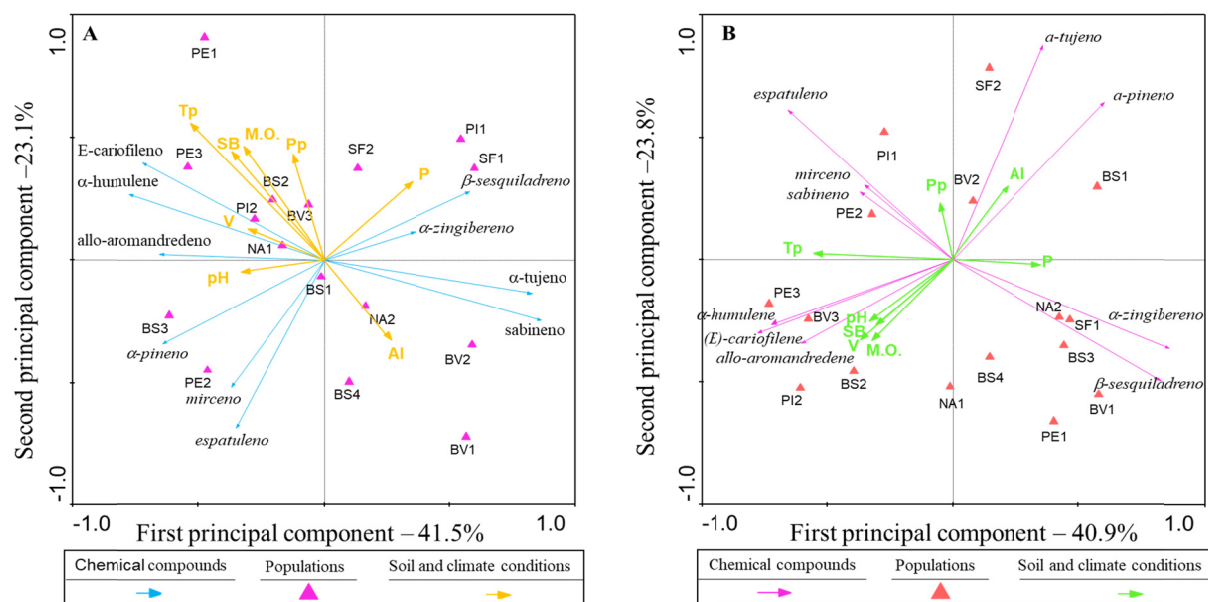 A
1.0
PE1
Tp
SB
M.O.
Pp
PI1
SF2
SF1
E-cariofileno
PE3
P
α-humulene
BS2
β-sesquiladreno
PI2
BV3
V
α-zingibereno
allo-aromandredeno
NA1
pH
BS1
α-tujeno
sabineno
BS3
NA2
α-pineno
Al
BV2
PE2
mirceno
BS4
espatuleno
BV1
-1.0
-1.0
1.0
Second principal component –23.1%
First principal component – 41.5%
Chemical compounds
Populations
Soil and climate conditions
B
1.0
a-tujeno
SF2
espatuleno
a-pineno
PI1
mirceno
sabineno
Pp
BV2
Al
BS1
PE2
Tp
P
PE3
α-humulene
BV3
pH
NA2
SF1
α-zingibereno
(E)-cariofilene
SB
V
M.O.
allo-aromandredene
BS3
BS4
BS2
PI2
NA1
β-sesquiladreno
BV1
PE1
-1.0
-1.0
1.0
Second principal component –23.8%
First principal component – 40.9%
Chemical compounds
Populations
Soil and climate conditions